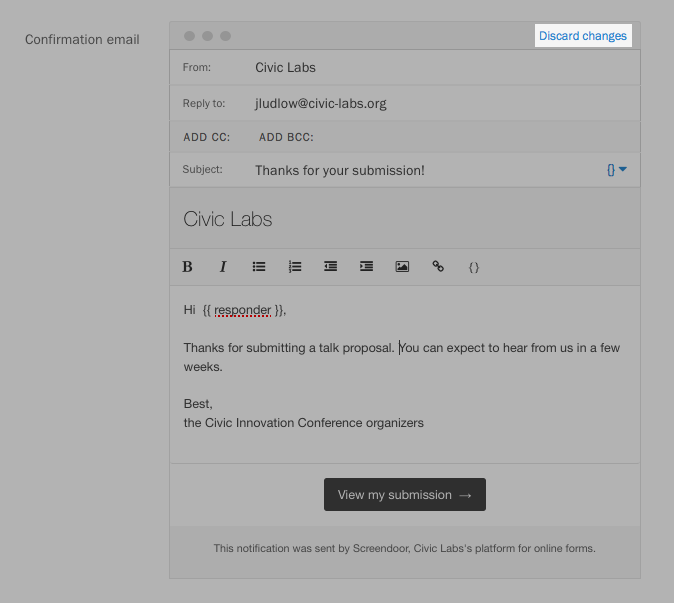 Confirmation email
Discard changes
From: Civic Labs
Reply to: jludlow@civic-labs.org
ADD CC: ADD BCC:
Subject: Thanks for your submission! {}
Civic Labs
B I { }
Hi {{ responder }},
Thanks for submitting a talk proposal. You can expect to hear from us in a few
weeks.
Best,
the Civic Innovation Conference organizers
View my submission →
This notification was sent by Screendoor, Civic Labs's platform for online forms.